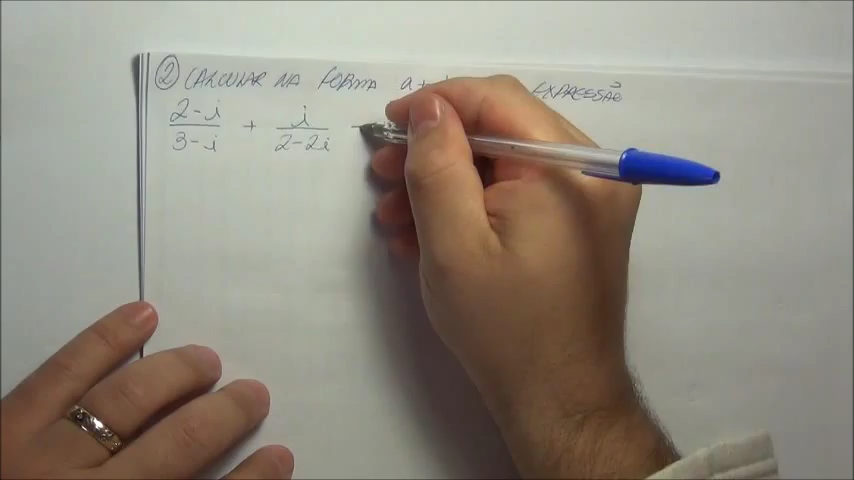 ② CALCULAR NA FORMA a+ EXPRESSÃO
2-i / 3-i + i / 2-2i